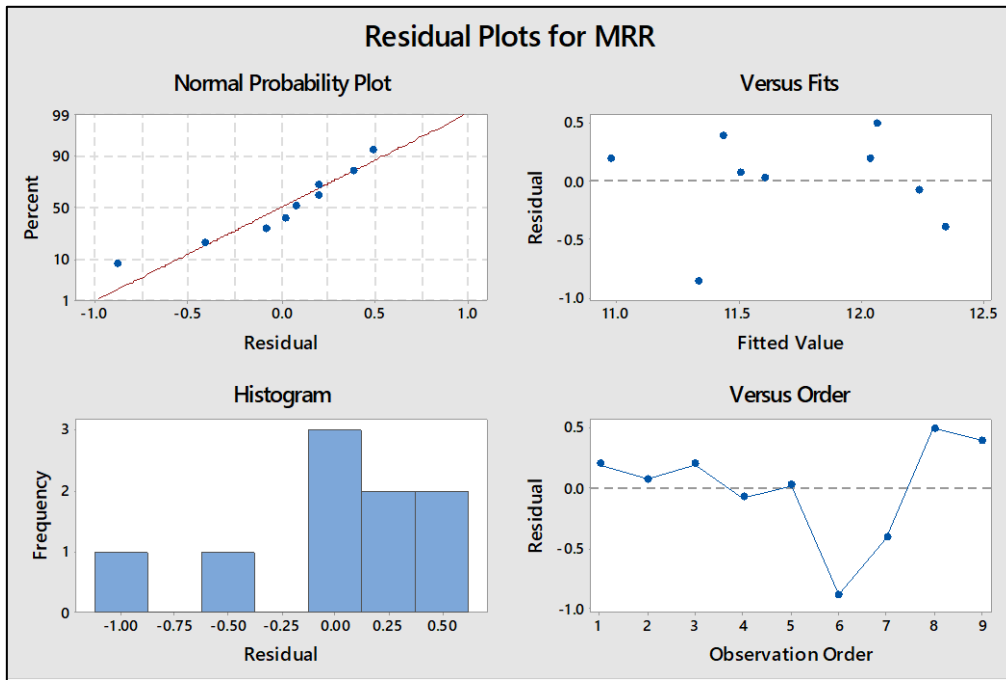 Residual Plots for MRR
Normal Probability Plot
Percent
99
90
50
10
1
-1.0 -0.5 0.0 0.5 1.0
Residual
Versus Fits
Residual
0.5
0.0
-0.5
-1.0
11.0 11.5 12.0 12.5
Fitted Value
Histogram
Frequency
3
2
1
0
-1.00 -0.75 -0.50 -0.25 0.00 0.25 0.50
Residual
Versus Order
Residual
0.5
0.0
-0.5
-1.0
1 2 3 4 5 6 7 8 9
Observation Order